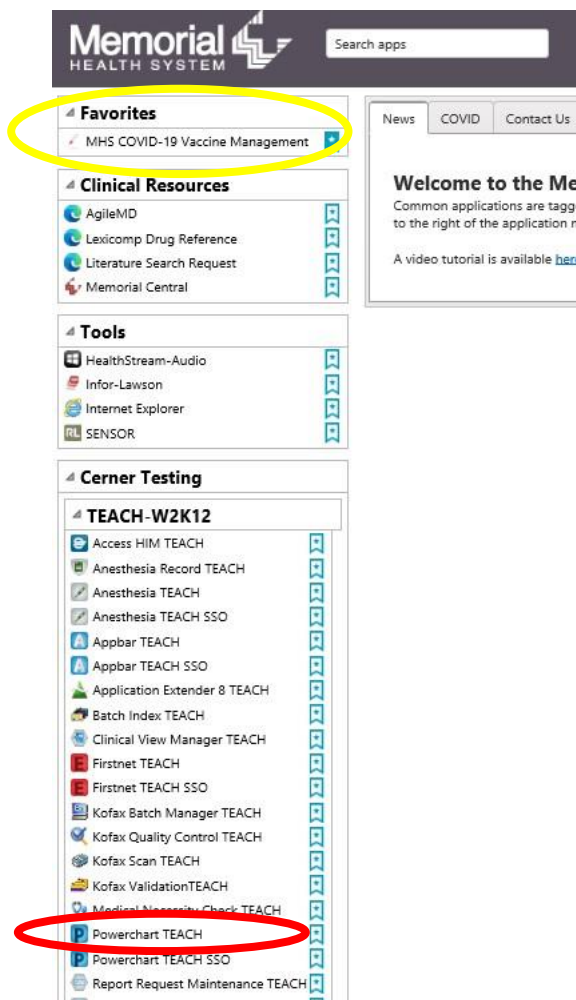 Memorial
HEALTH SYSTEM
Search apps
Favorites
MHS COVID-19 Vaccine Management
Clinical Resources
AgileMD
Lexicomp Drug Reference
Literature Search Request
Memorial Central
Tools
HealthStream-Audio
Infor-Lawson
Internet Explorer
RL SENSOR
Cerner Testing
TEACH-W2K12
Access HIM TEACH
Anesthesia Record TEACH
Anesthesia TEACH
Anesthesia TEACH SSO
Appbar TEACH
Appbar TEACH SSO
Application Extender 8 TEACH
Batch Index TEACH
Clinical View Manager TEACH
Firstnet TEACH
Firstnet TEACH SSO
Kofax Batch Manager TEACH
Kofax Quality Control TEACH
Kofax Scan TEACH
Kofax ValidationTEACH
Medical Necessity Check TEACH
Powerchart TEACH
Powerchart TEACH SSO
Report Request Maintenance TEACH
News COVID Contact Us
Welcome to the Me
Common applications are tagge
to the right of the application n
A video tutorial is available here